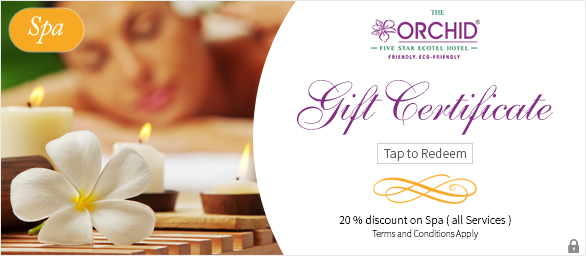 Spa
THE
ORCHID®
FIVE STAR ECOTEL HOTEL
FRIENDLY. ECO-FRIENDLY
Gift Certificate
Tap to Redeem
20 % discount on Spa ( all Services )
Terms and Conditions Apply